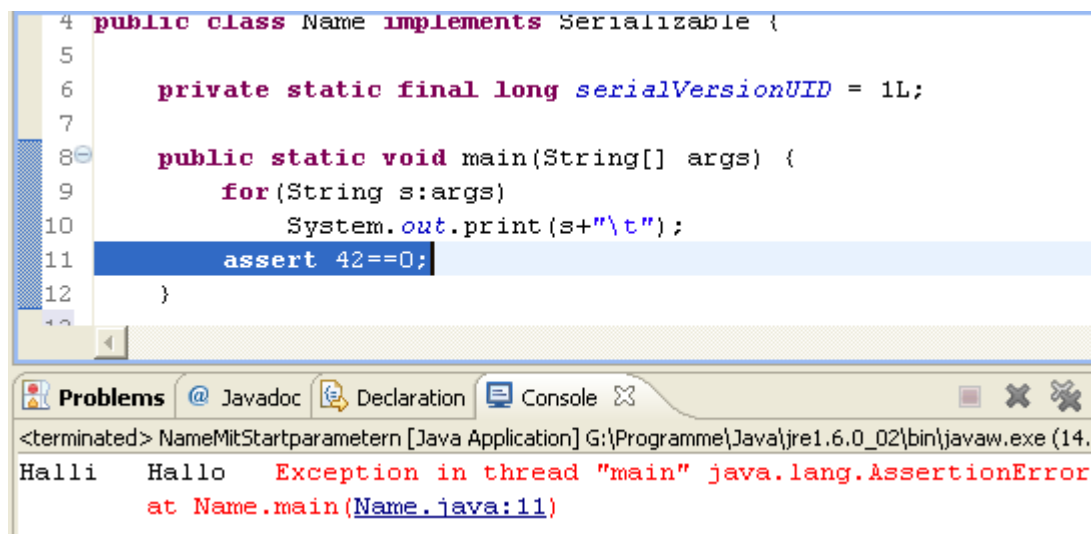 4 public class Name implements Serializable {
5
6 private static final long serialVersionUID = 1L;
7
8 public static void main(String[] args) {
9 for(String s:args)
10 System.out.print(s+"\t");
11 assert 42==0;
12 }
Problems @ Javadoc Declaration Console
<terminated> NameMitStartparametern [Java Application] G:\Programme\Java\jre1.6.0_02\bin\javaw.exe (14.
Halli Hallo Exception in thread "main" java.lang.AssertionError
at Name.main(Name.java:11)